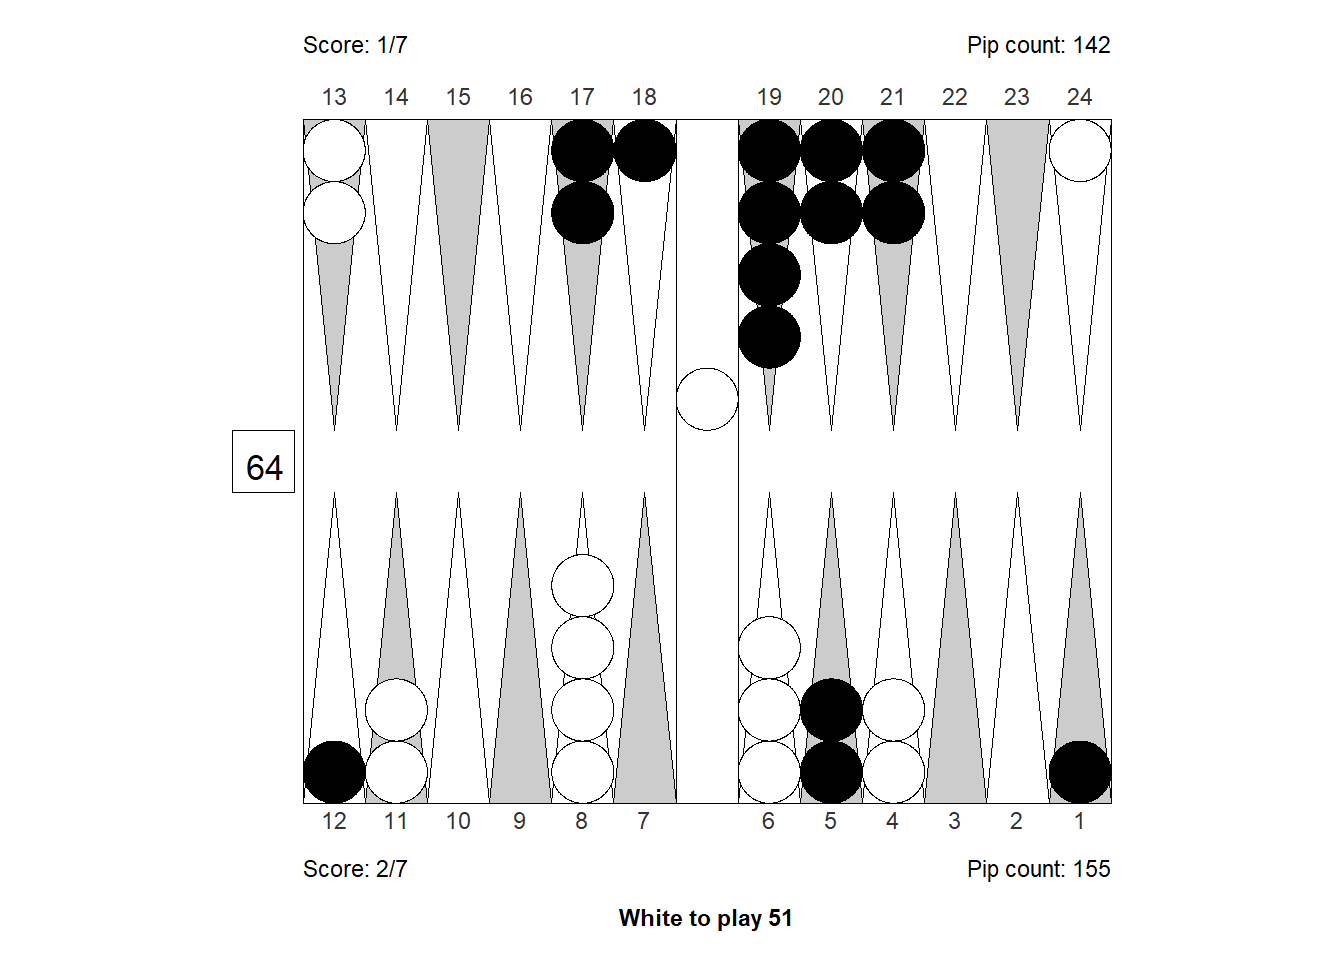 Score: 1/7 Pip count: 142
13 14 15 16 17 18 19 20 21 22 23 24
64
12 11 10 9 8 7 6 5 4 3 2 1
Score: 2/7 Pip count: 155
White to play 51